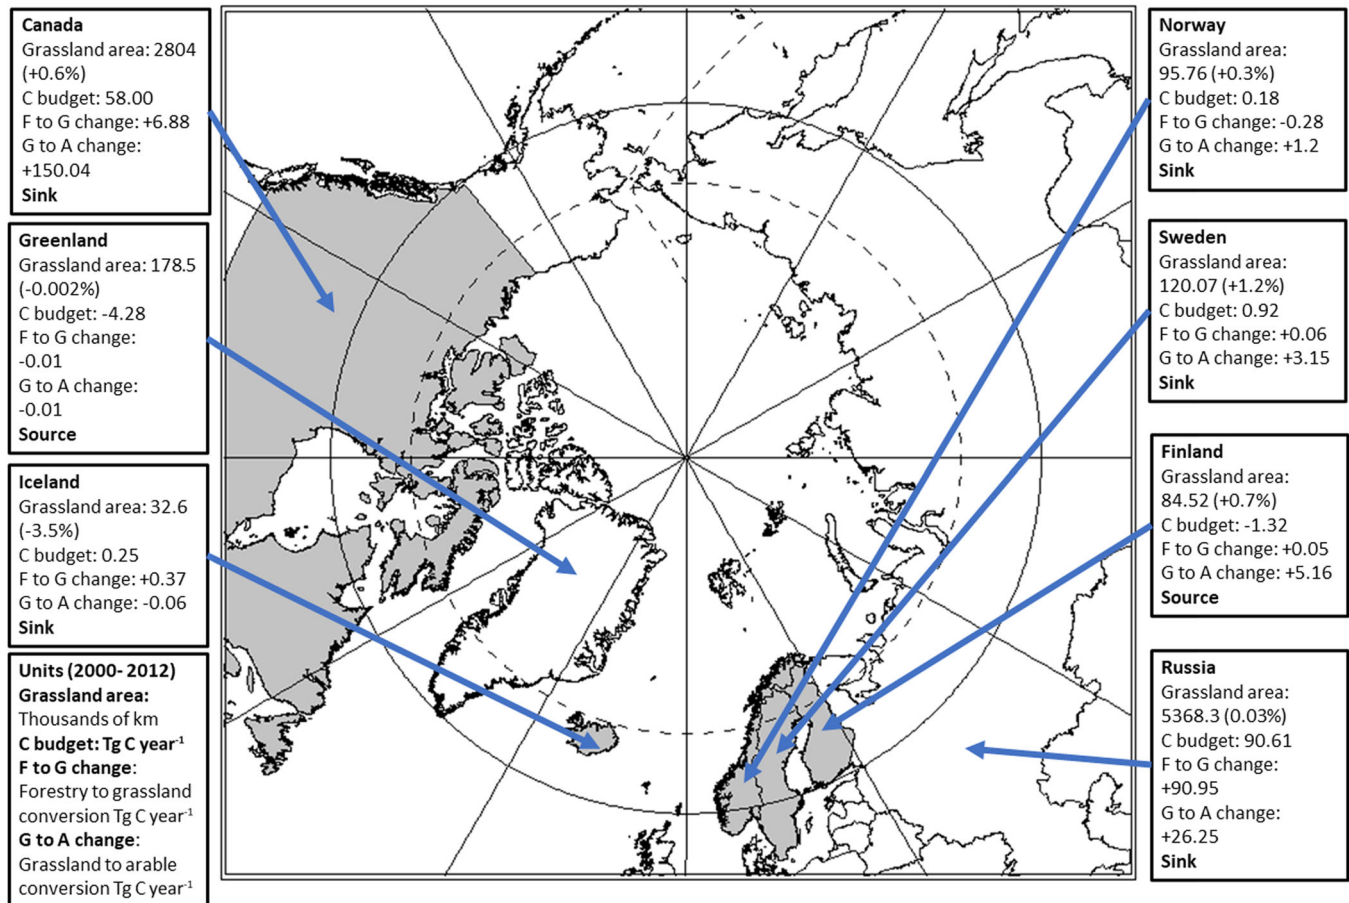 Canada
Grassland area: 2804
(+0.6%)
C budget: 58.00
F to G change: +6.88
G to A change:
+150.04
Sink
Greenland
Grassland area: 178.5
(-0.002%)
C budget: -4.28
F to G change:
-0.01
G to A change:
-0.01
Source
Iceland
Grassland area: 32.6
(-3.5%)
C budget: 0.25
F to G change: +0.37
G to A change: -0.06
Sink
Units (2000- 2012)
Grassland area:
Thousands of km
C budget: Tg C year⁻¹
F to G change:
Forestry to grassland
conversion Tg C year⁻¹
G to A change:
Grassland to arable
conversion Tg C year⁻¹
Norway
Grassland area:
95.76 (+0.3%)
C budget: 0.18
F to G change: -0.28
G to A change: +1.2
Sink
Sweden
Grassland area:
120.07 (+1.2%)
C budget: 0.92
F to G change: +0.06
G to A change: +3.15
Sink
Finland
Grassland area:
84.52 (+0.7%)
C budget: -1.32
F to G change: +0.05
G to A change: +5.16
Source
Russia
Grassland area:
5368.3 (0.03%)
C budget: 90.61
F to G change:
+90.95
G to A change:
+26.25
Sink